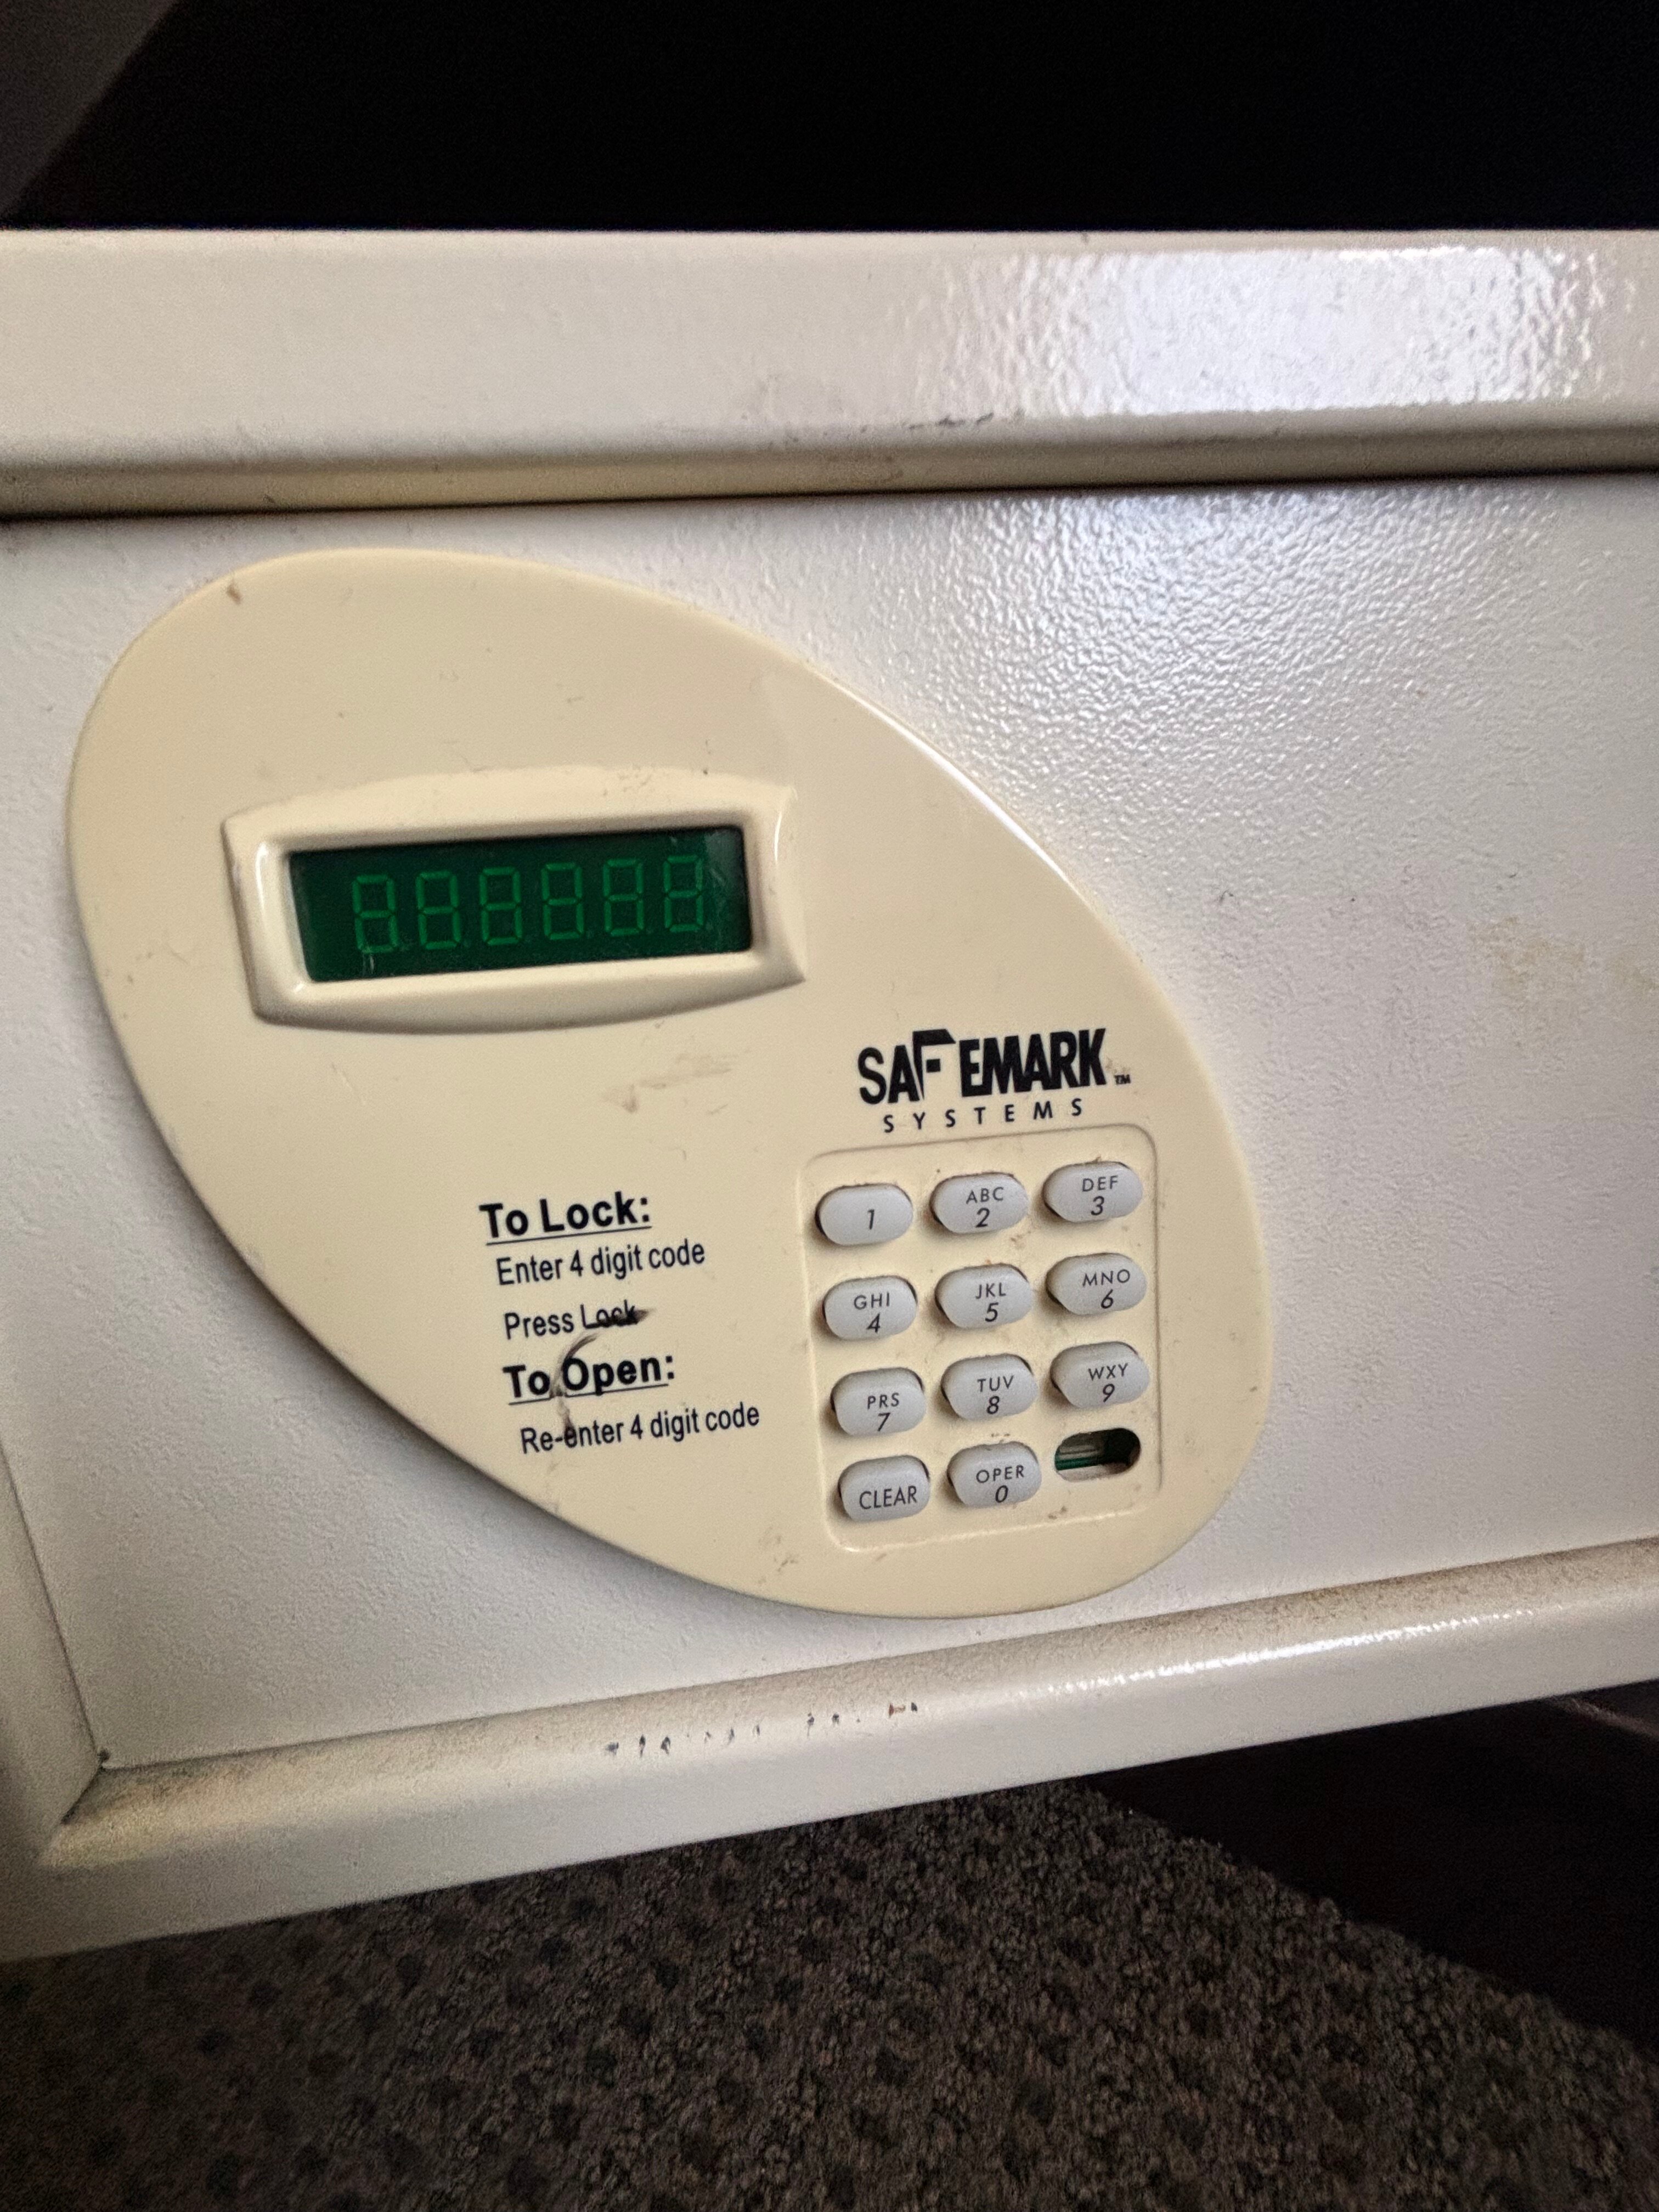 SAFEMARK™
SYSTEMS
To Lock:
Enter 4 digit code
Press Lock
To Open:
Re-enter 4 digit code
1
ABC
2
DEF
3
GHI
4
JKL
5
MNO
6
PRS
7
TUV
8
WXY
9
CLEAR
OPER
0